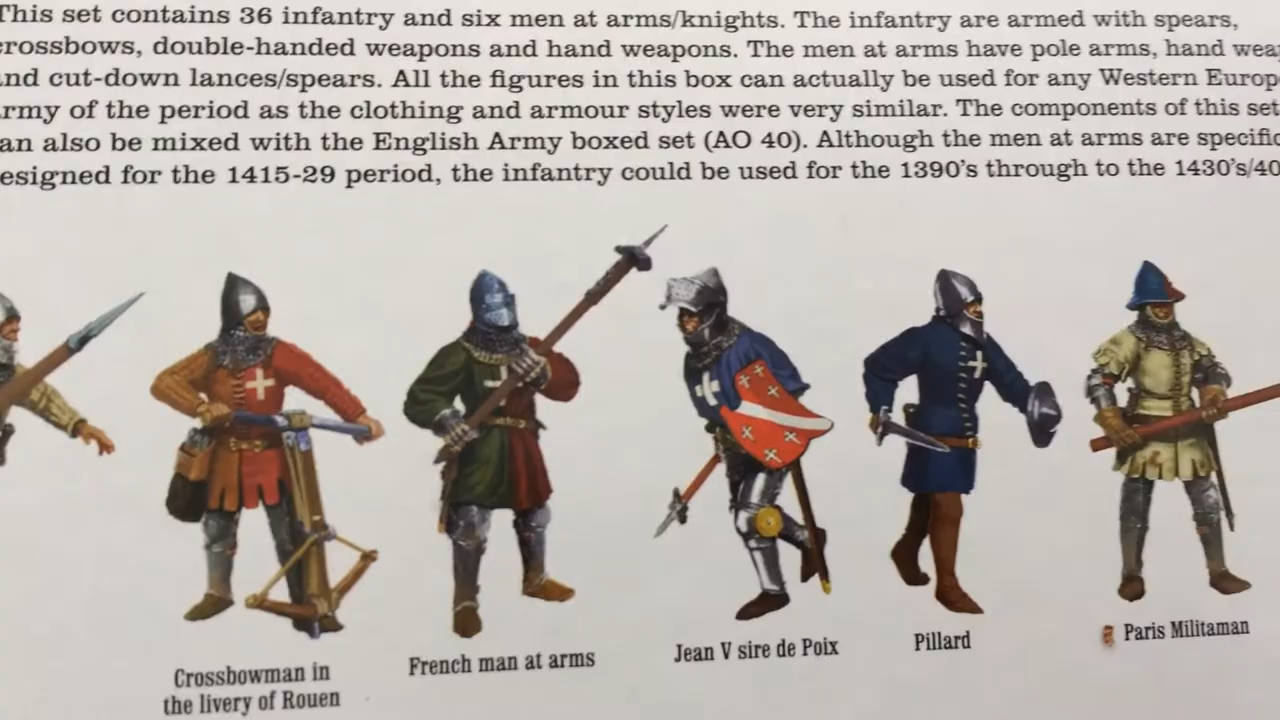 This set contains 36 infantry and six men at arms/knights. The infantry are armed with spears,
crossbows, double-handed weapons and hand weapons. The men at arms have pole arms, hand wea
nd cut-down lances/spears. All the figures in this box can actually be used for any Western Europ
rmy of the period as the clothing and armour styles were very similar. The components of this set
an also be mixed with the English Army boxed set (AO 40). Although the men at arms are specific
esigned for the 1415-29 period, the infantry could be used for the 1390's through to the 1430's/40
Crossbowman in
the livery of Rouen
French man at arms
Jean V sire de Poix
Pillard
Paris Militaman